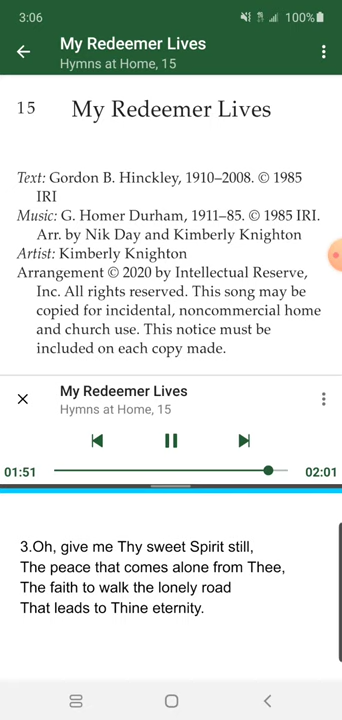 3:06
100%
My Redeemer Lives
Hymns at Home, 15
15 My Redeemer Lives
Text: Gordon B. Hinckley, 1910–2008. © 1985
IRI
Music: G. Homer Durham, 1911–85. © 1985 IRI.
Arr. by Nik Day and Kimberly Knighton
Artist: Kimberly Knighton
Arrangement © 2020 by Intellectual Reserve,
Inc. All rights reserved. This song may be
copied for incidental, noncommercial home
and church use. This notice must be
included on each copy made.
My Redeemer Lives
Hymns at Home, 15
01:51
02:01
3.Oh, give me Thy sweet Spirit still,
The peace that comes alone from Thee,
The faith to walk the lonely road
That leads to Thine eternity.